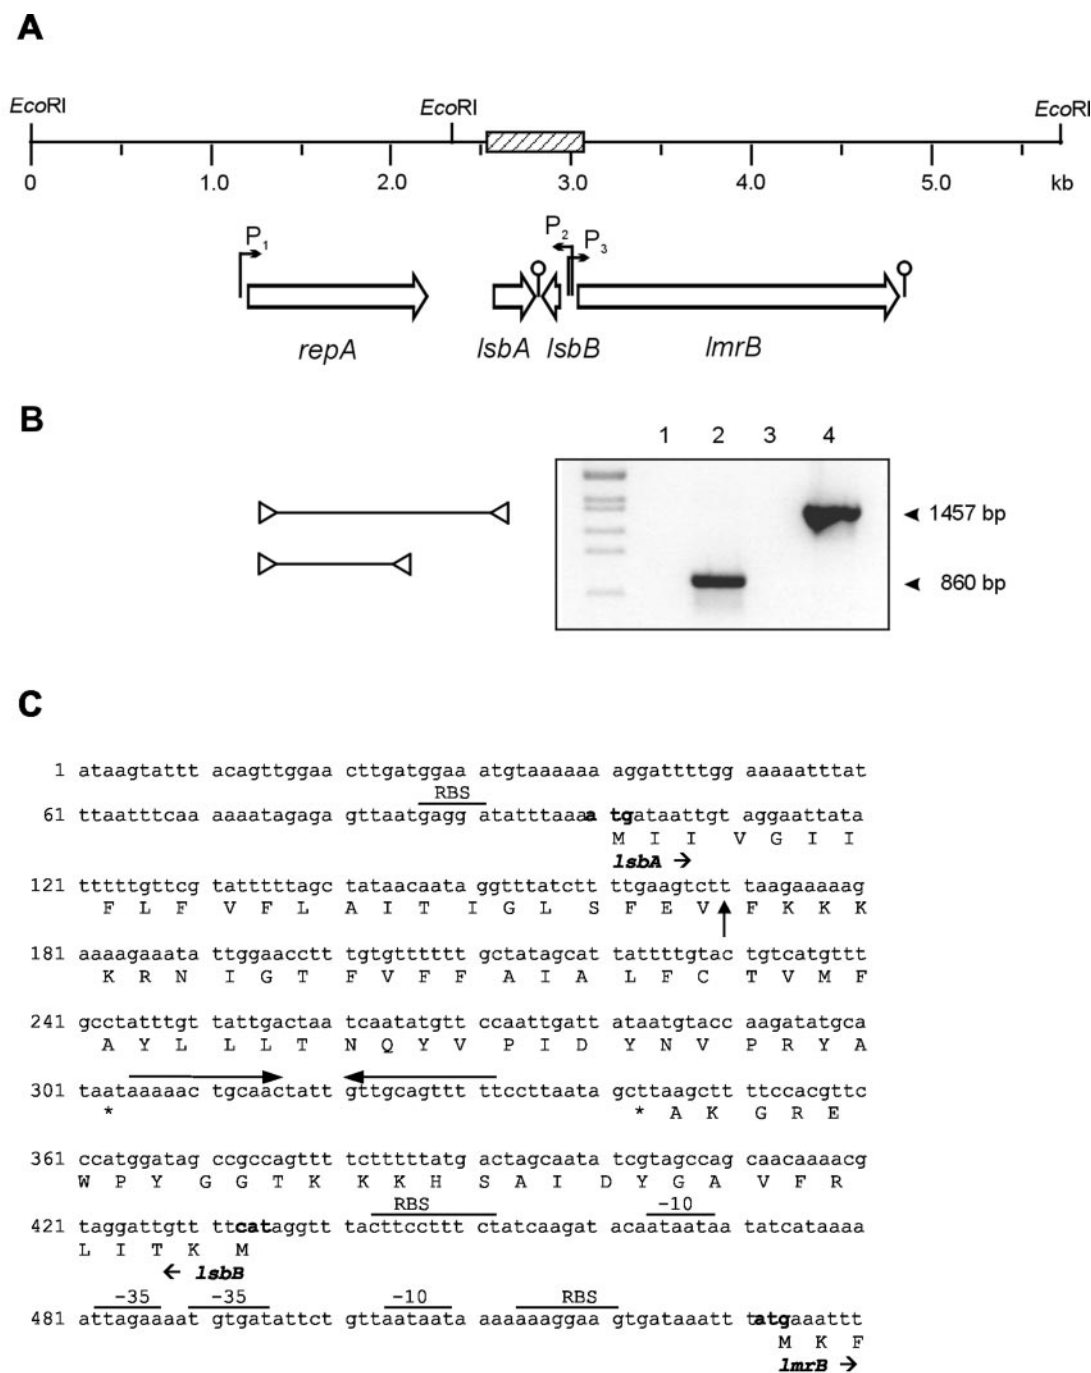 A
EcoRI EcoRI EcoRI
0 1.0 2.0 3.0 4.0 5.0 kb
P1 P2 P3
repA lsbA lsbB lmrB
B
1 2 3 4
1457 bp
860 bp
C
1 ataagtattt acagttggaa cttgatggaa atgtaaaaaa aggattttgg aaaaatttat
RBS
61 ttaatttcaa aaaatagaga gttaatgagg atatttaaaa tgataattgt aggaattata
M I I V G I I
lsbA →
121 tttttgttcg tatttttagc tataacaata ggtttatctt ttgaagtctt taagaaaaag
F L F V F L A I T I G L S F E V F K K K
181 aaaagaaata ttggaacctt tgtgtttttt gctatagcat tattttgtac tgtcatgttt
K R N I G T F V F F A I A L F C T V M F
241 gcctatttgt tattgactaa tcaatatgtt ccaattgatt ataatgtacc aagatatgca
A Y L L L T N Q Y V P I D Y N V P R Y A
301 taataaaaac tgcaactatt gttgcagttt ttccttaata gcttaagctt ttccacgttc
* * A K G R E
361 ccatggatag ccgccagttt tctttttatg actagcaata tcgtagccag caacaaaacg
W P Y G G T K K K H S A I D Y G A V F R
RBS -10
421 taggattgtt ttcataggtt tacttccttt ctatcaagat acaataataa tatcataaaa
L I T K M
← lsbB
-35 -35 -10 RBS
481 attagaaaat gtgatattct gttaataata aaaaaggaag tgataaattt atgaaattt
M K F
lmrB →